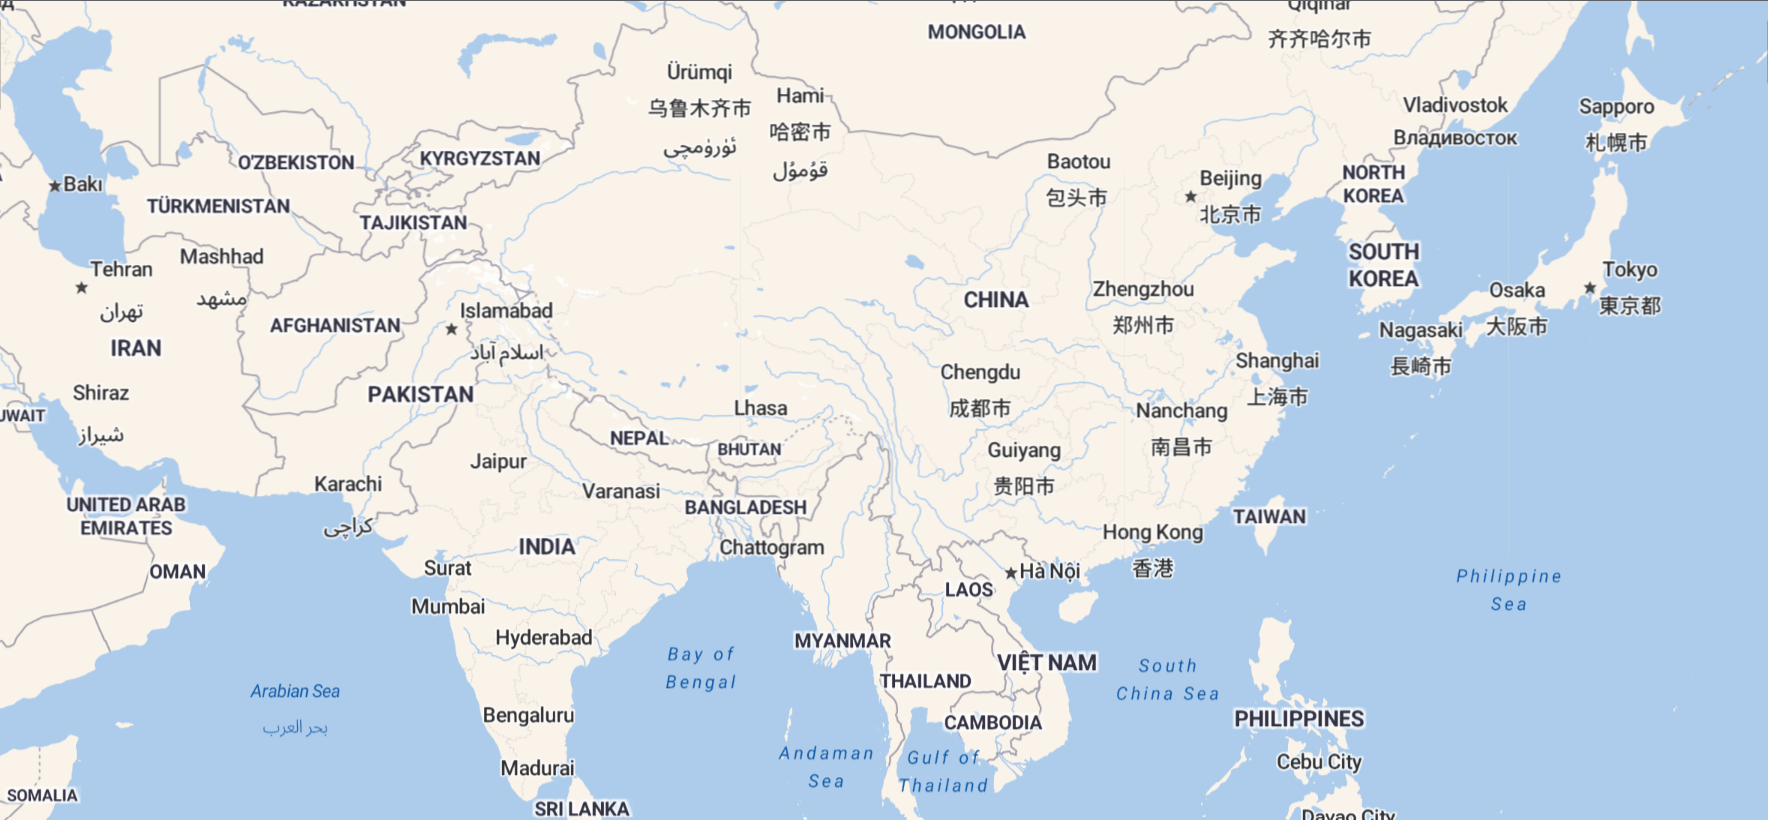 KAZAKHSTAN
MONGOLIA
Qiqihar
齐齐哈尔市
Ürümqi
乌鲁木齐市
ئۈرۈمچى
Hami
哈密市
قۇمۇل
Vladivostok
Владивосток
Sapporo
札幌市
O'ZBEKISTON
KYRGYZSTAN
Baotou
包头市
Beijing
北京市
NORTH
KOREA
Bakı
TÜRKMENISTAN
TAJIKISTAN
Mashhad
مشهد
Tehran
تهران
SOUTH
KOREA
CHINA
Zhengzhou
郑州市
Tokyo
東京都
Osaka
大阪市
Nagasaki
長崎市
Islamabad
اسلام آباد
AFGHANISTAN
IRAN
Shanghai
上海市
Chengdu
成都市
Shiraz
شیراز
PAKISTAN
UWAIT
Lhasa
Nanchang
南昌市
NEPAL
BHUTAN
Guiyang
贵阳市
Jaipur
Karachi
کراچی
Varanasi
UNITED ARAB
EMIRATES
BANGLADESH
TAIWAN
Hong Kong
香港
INDIA
Chattogram
Surat
OMAN
Hà Nội
LAOS
Philippine
Sea
Mumbai
Hyderabad
MYANMAR
Bay of
Bengal
VIỆT NAM
South
China Sea
THAILAND
Arabian Sea
بحر العرب
Bengaluru
CAMBODIA
PHILIPPINES
Andaman
Sea
Gulf of
Thailand
Cebu City
Madurai
SOMALIA
SRI LANKA
Davao City